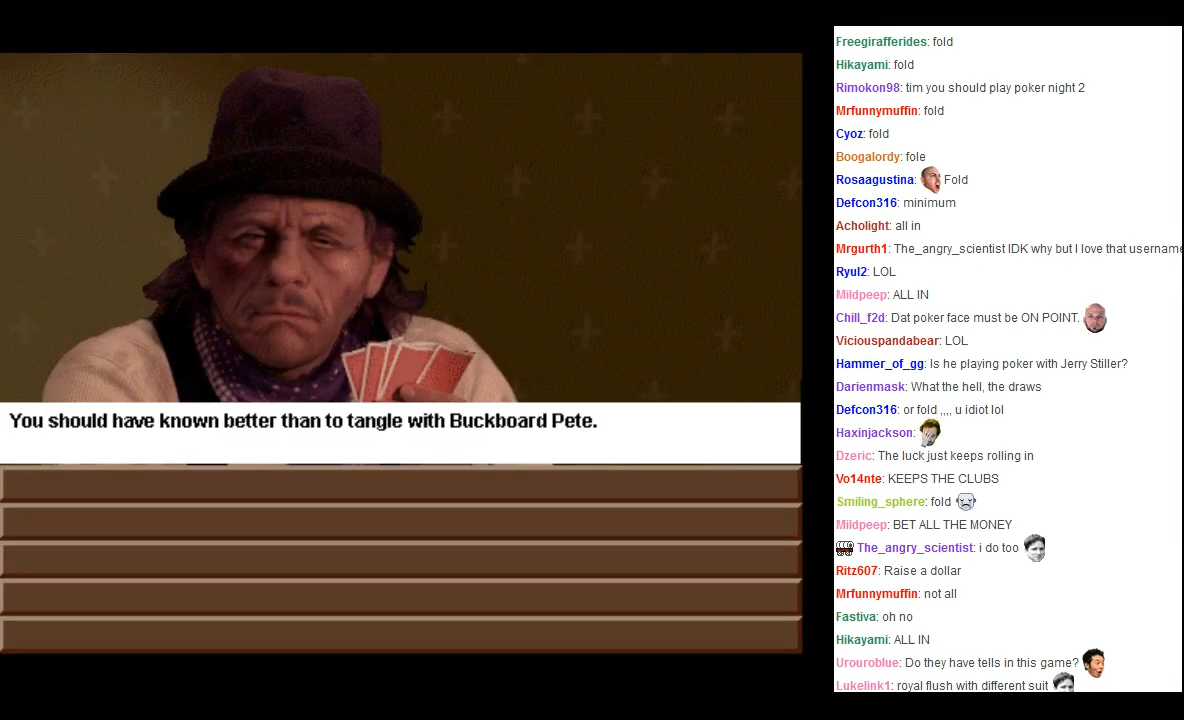 You should have known better than to tangle with Buckboard Pete.
Freegirafferides: fold
Hikayami: fold
Rimokon98: tim you should play poker night 2
Mrfunnymuffin: fold
Cyoz: fold
Boogalordy: fole
Rosaagustina: Fold
Defcon316: minimum
Acholight: all in
Mrgurth1: The_angry_scientist IDK why but I love that username
Ryul2: LOL
Mildpeep: ALL IN
Chill_f2d: Dat poker face must be ON POINT.
Viciouspandabear: LOL
Hammer_of_gg: Is he playing poker with Jerry Stiller?
Darienmask: What the hell, the draws
Defcon316: or fold ,,,, u idiot lol
Haxinjackson:
Dzeric: The luck just keeps rolling in
Vo14nte: KEEPS THE CLUBS
Smiling_sphere: fold
Mildpeep: BET ALL THE MONEY
The_angry_scientist: i do too
Ritz607: Raise a dollar
Mrfunnymuffin: not all
Fastiva: oh no
Hikayami: ALL IN
Urouroblue: Do they have tells in this game?
Lukelink1: royal flush with different suit